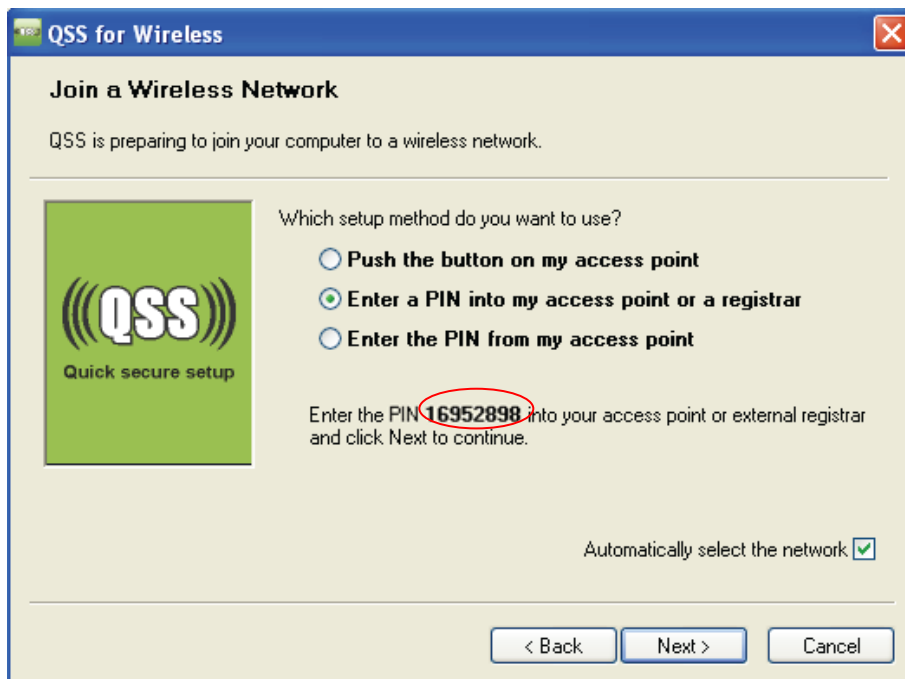 QSS for Wireless
Join a Wireless Network
QSS is preparing to join your computer to a wireless network.
Which setup method do you want to use?
Push the button on my access point
Enter a PIN into my access point or a registrar
Enter the PIN from my access point
(((QSS)))
Quick secure setup
Enter the PIN 16952898 into your access point or external registrar
and click Next to continue.
Automatically select the network
< Back
Next >
Cancel